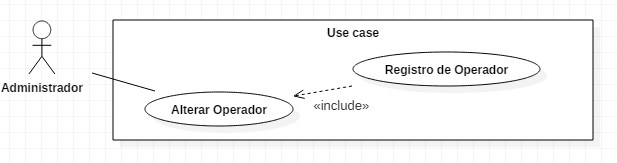 Use case
Administrador
Registro de Operador
Alterar Operador
«include»